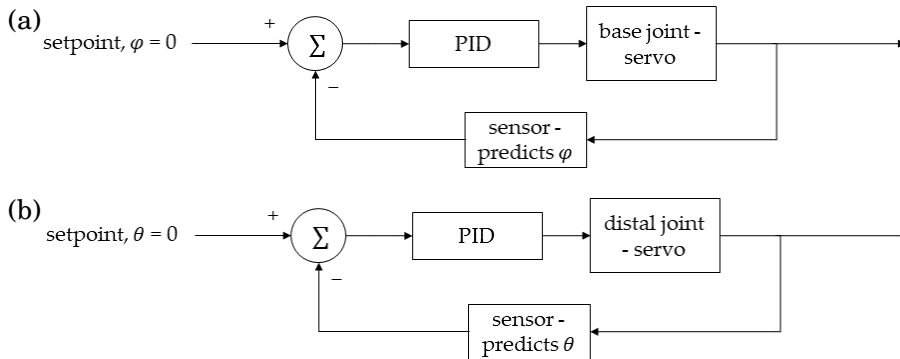 (a)
setpoint, φ = 0
+
Σ
−
PID
base joint -
servo
sensor -
predicts φ
(b)
setpoint, θ = 0
+
Σ
−
PID
distal joint
- servo
sensor -
predicts θ